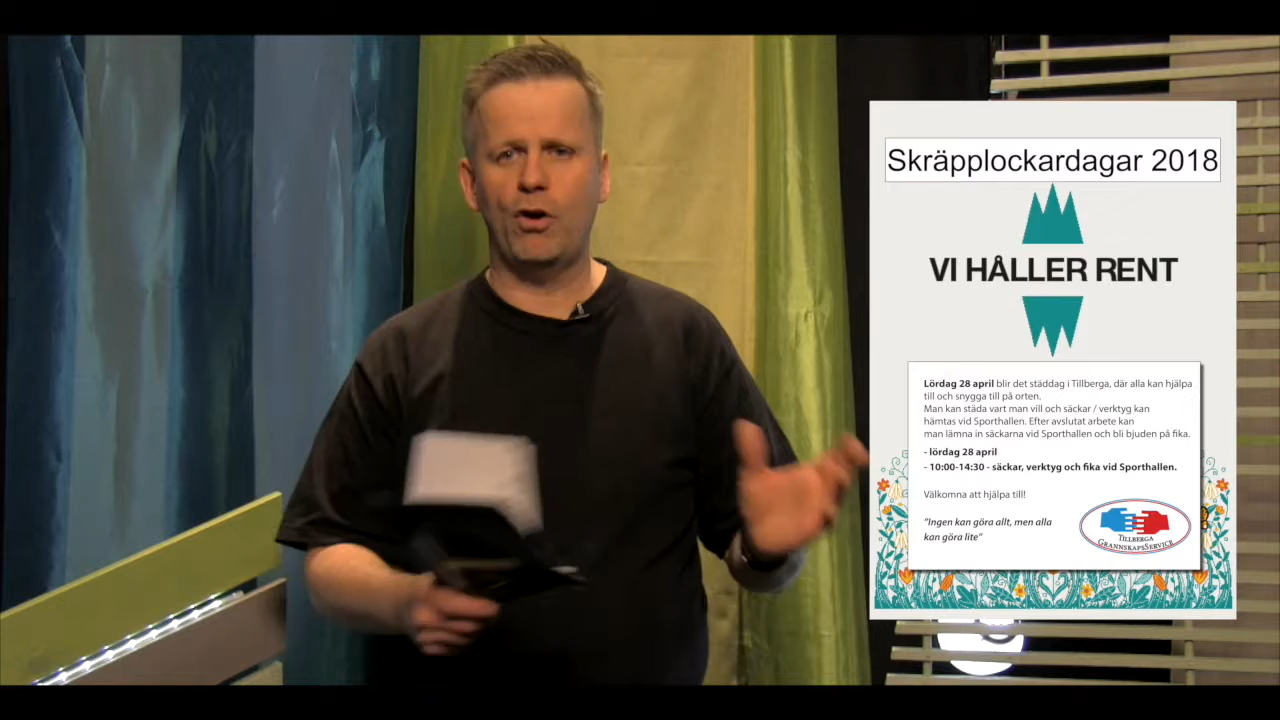 Skräpplockardagar 2018
VI HÅLLER RENT
Lördag 28 april blir det städdag i Tillberga, där alla kan hjälpa
till och snygga till på orten.
Man kan städa vart man vill och säckar / verktyg kan
hämtas vid Sporthallen. Efter avslutat arbete kan
man lämna in säckarna vid Sporthallen och bli bjuden på fika.
- lördag 28 april
- 10:00-14:30 - säckar, verktyg och fika vid Sporthallen.
Välkomna att hjälpa till!
"Ingen kan göra allt, men alla
kan göra lite"
TILLBERGA
GRANNSKAPSSERVICE